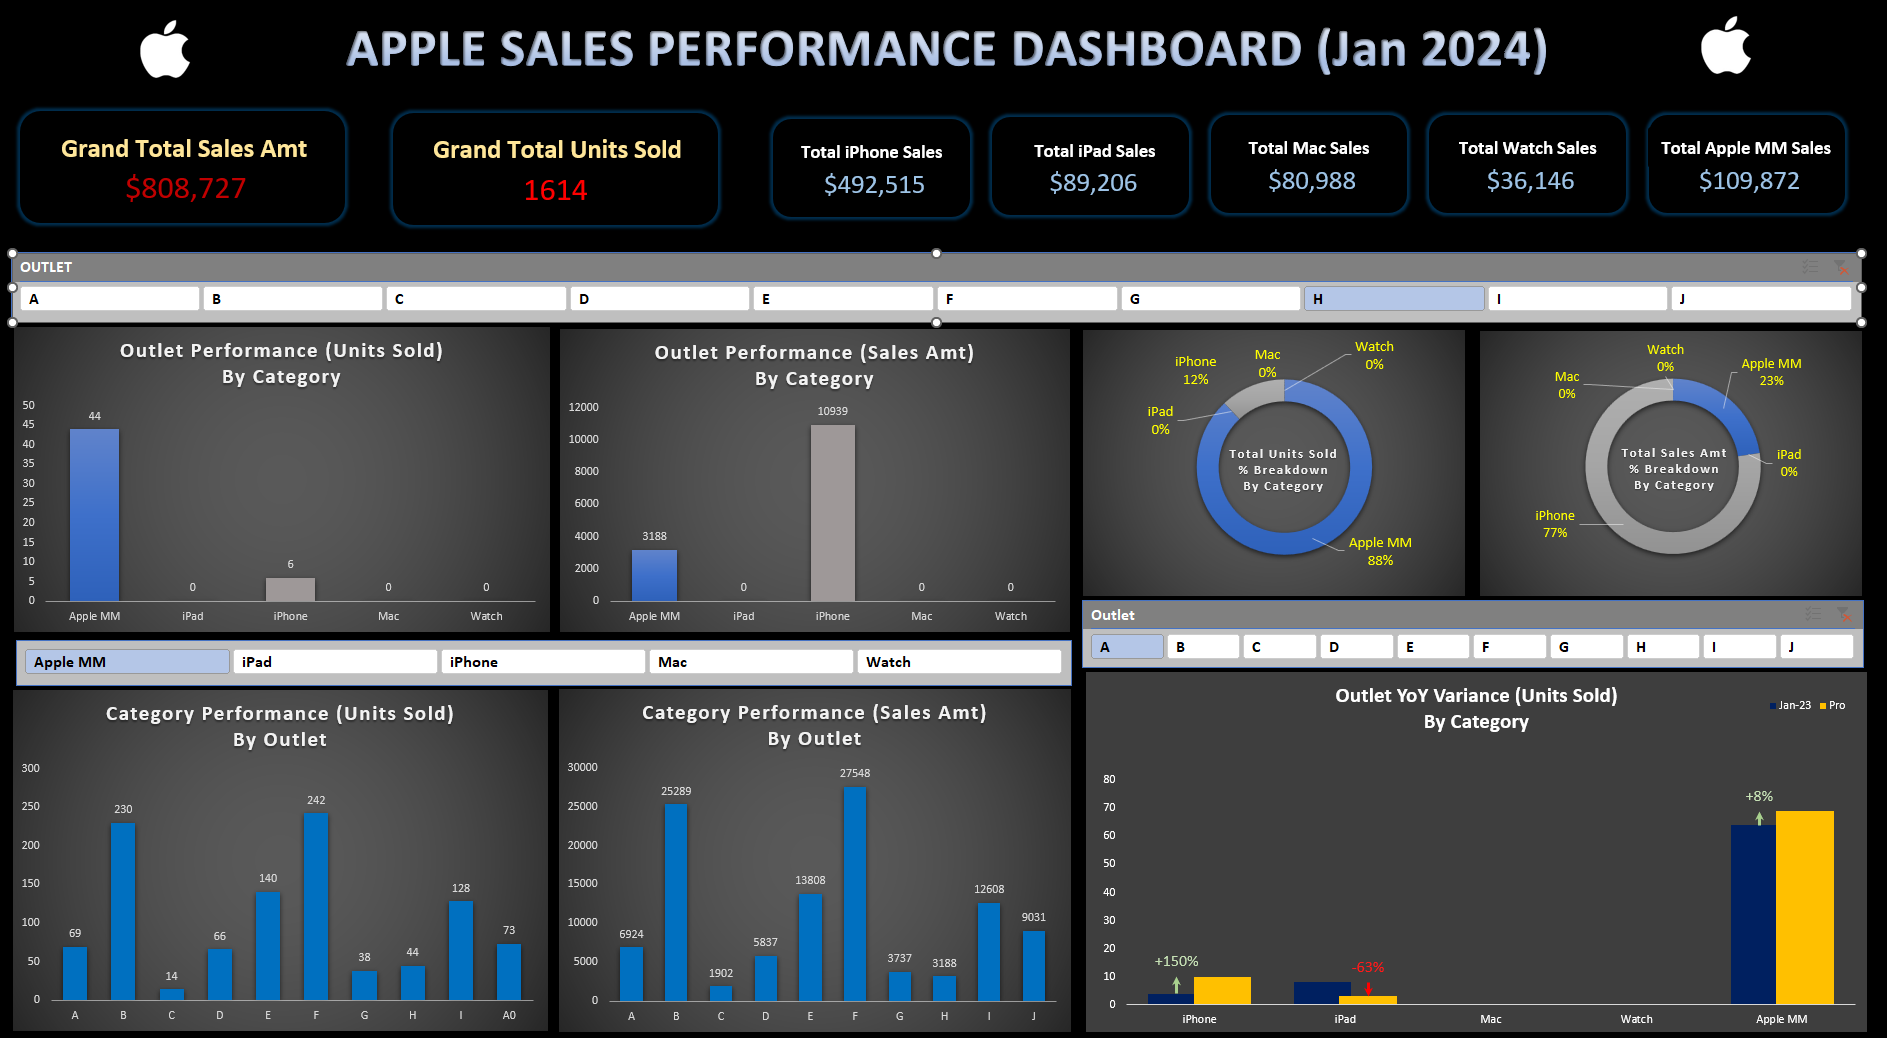 APPLE SALES PERFORMANCE DASHBOARD (Jan 2024)
Grand Total Sales Amt
$808,727
Grand Total Units Sold
1614
Total iPhone Sales
$492,515
Total iPad Sales
$89,206
Total Mac Sales
$80,988
Total Watch Sales
$36,146
Total Apple MM Sales
$109,872
OUTLET
A B C D E F G H I J
Outlet Performance (Units Sold)
By Category
50
45
40
35
30
25
20
15
10
5
0
44
0
6
0
0
Apple MM iPad iPhone Mac Watch
Outlet Performance (Sales Amt)
By Category
12000
10000
8000
6000
4000
2000
0
3188
0
10939
0
0
Apple MM iPad iPhone Mac Watch
iPhone
12%
Mac
0%
Watch
0%
iPad
0%
Total Units Sold
% Breakdown
By Category
Apple MM
88%
Watch
0%
Apple MM
23%
Mac
0%
Total Sales Amt
% Breakdown
By Category
iPad
0%
iPhone
77%
Apple MM iPad iPhone Mac Watch
Outlet
A B C D E F G H I J
Category Performance (Units Sold)
By Outlet
300
250
200
150
100
50
0
69
230
14
66
140
242
38
44
128
73
A B C D E F G H I A0
Category Performance (Sales Amt)
By Outlet
30000
25000
20000
15000
10000
5000
0
6924
25289
1902
5837
13808
27548
3737
3188
12608
9031
A B C D E F G H I J
Outlet YoY Variance (Units Sold)
By Category
Jan-23 Pro
80
70
60
50
40
30
20
10
0
+150%
-63%
+8%
iPhone iPad Mac Watch Apple MM